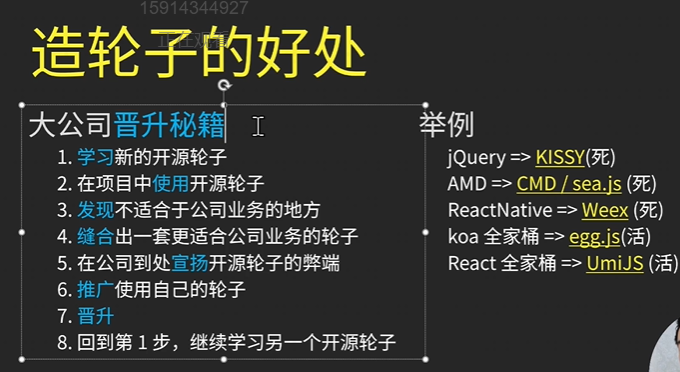 15914344927
正在观看
造轮子的好处
大公司晋升秘籍
1. 学习新的开源轮子
2. 在项目中使用开源轮子
3. 发现不适合于公司业务的地方
4. 缝合出一套更适合公司业务的轮子
5. 在公司到处宣扬开源轮子的弊端
6. 推广使用自己的轮子
7. 晋升
8. 回到第 1 步，继续学习另一个开源轮子
举例
jQuery => KISSY(死)
AMD => CMD / sea.js (死)
ReactNative => Weex (死)
koa 全家桶 => egg.js(活)
React 全家桶 => UmiJS (活)